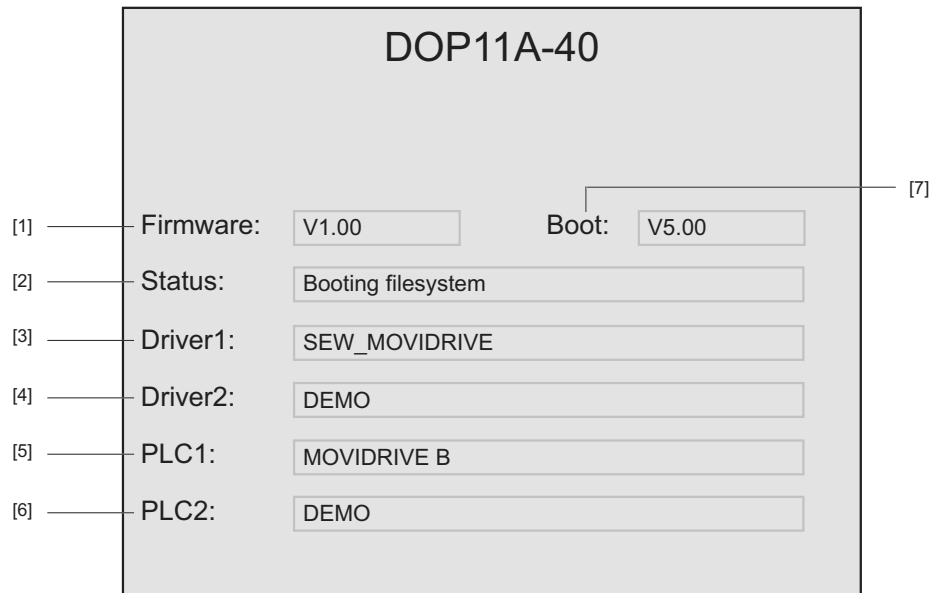 DOP11A-40
[7]
[1] Firmware: V1.00 Boot: V5.00
[2] Status: Booting filesystem
[3] Driver1: SEW_MOVIDRIVE
[4] Driver2: DEMO
[5] PLC1: MOVIDRIVE B
[6] PLC2: DEMO